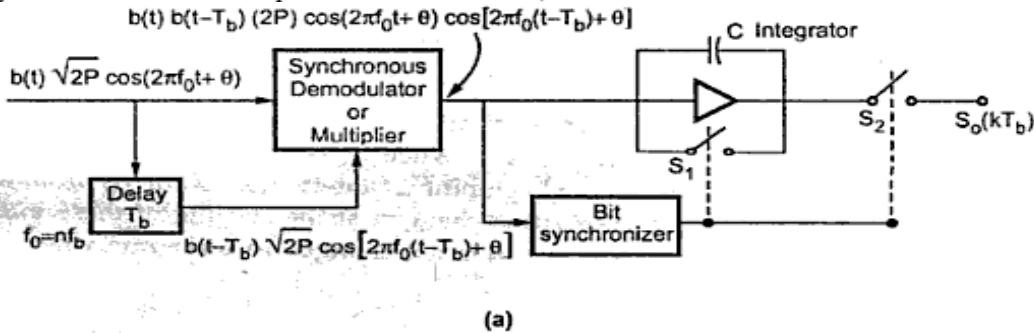 b(t) b(t–T_b) (2P) cos(2πf_0t+ θ) cos[2πf_0(t–T_b)+ θ]
C Integrator
b(t) √2P cos(2πf_0t+ θ)
Synchronous
Demodulator
or
Multiplier
S_1
S_2
S_o(kT_b)
Delay
T_b
f_0=nf_b
b(t–T_b) √2P cos[2πf_0(t–T_b)+ θ]
Bit
synchronizer
(a)